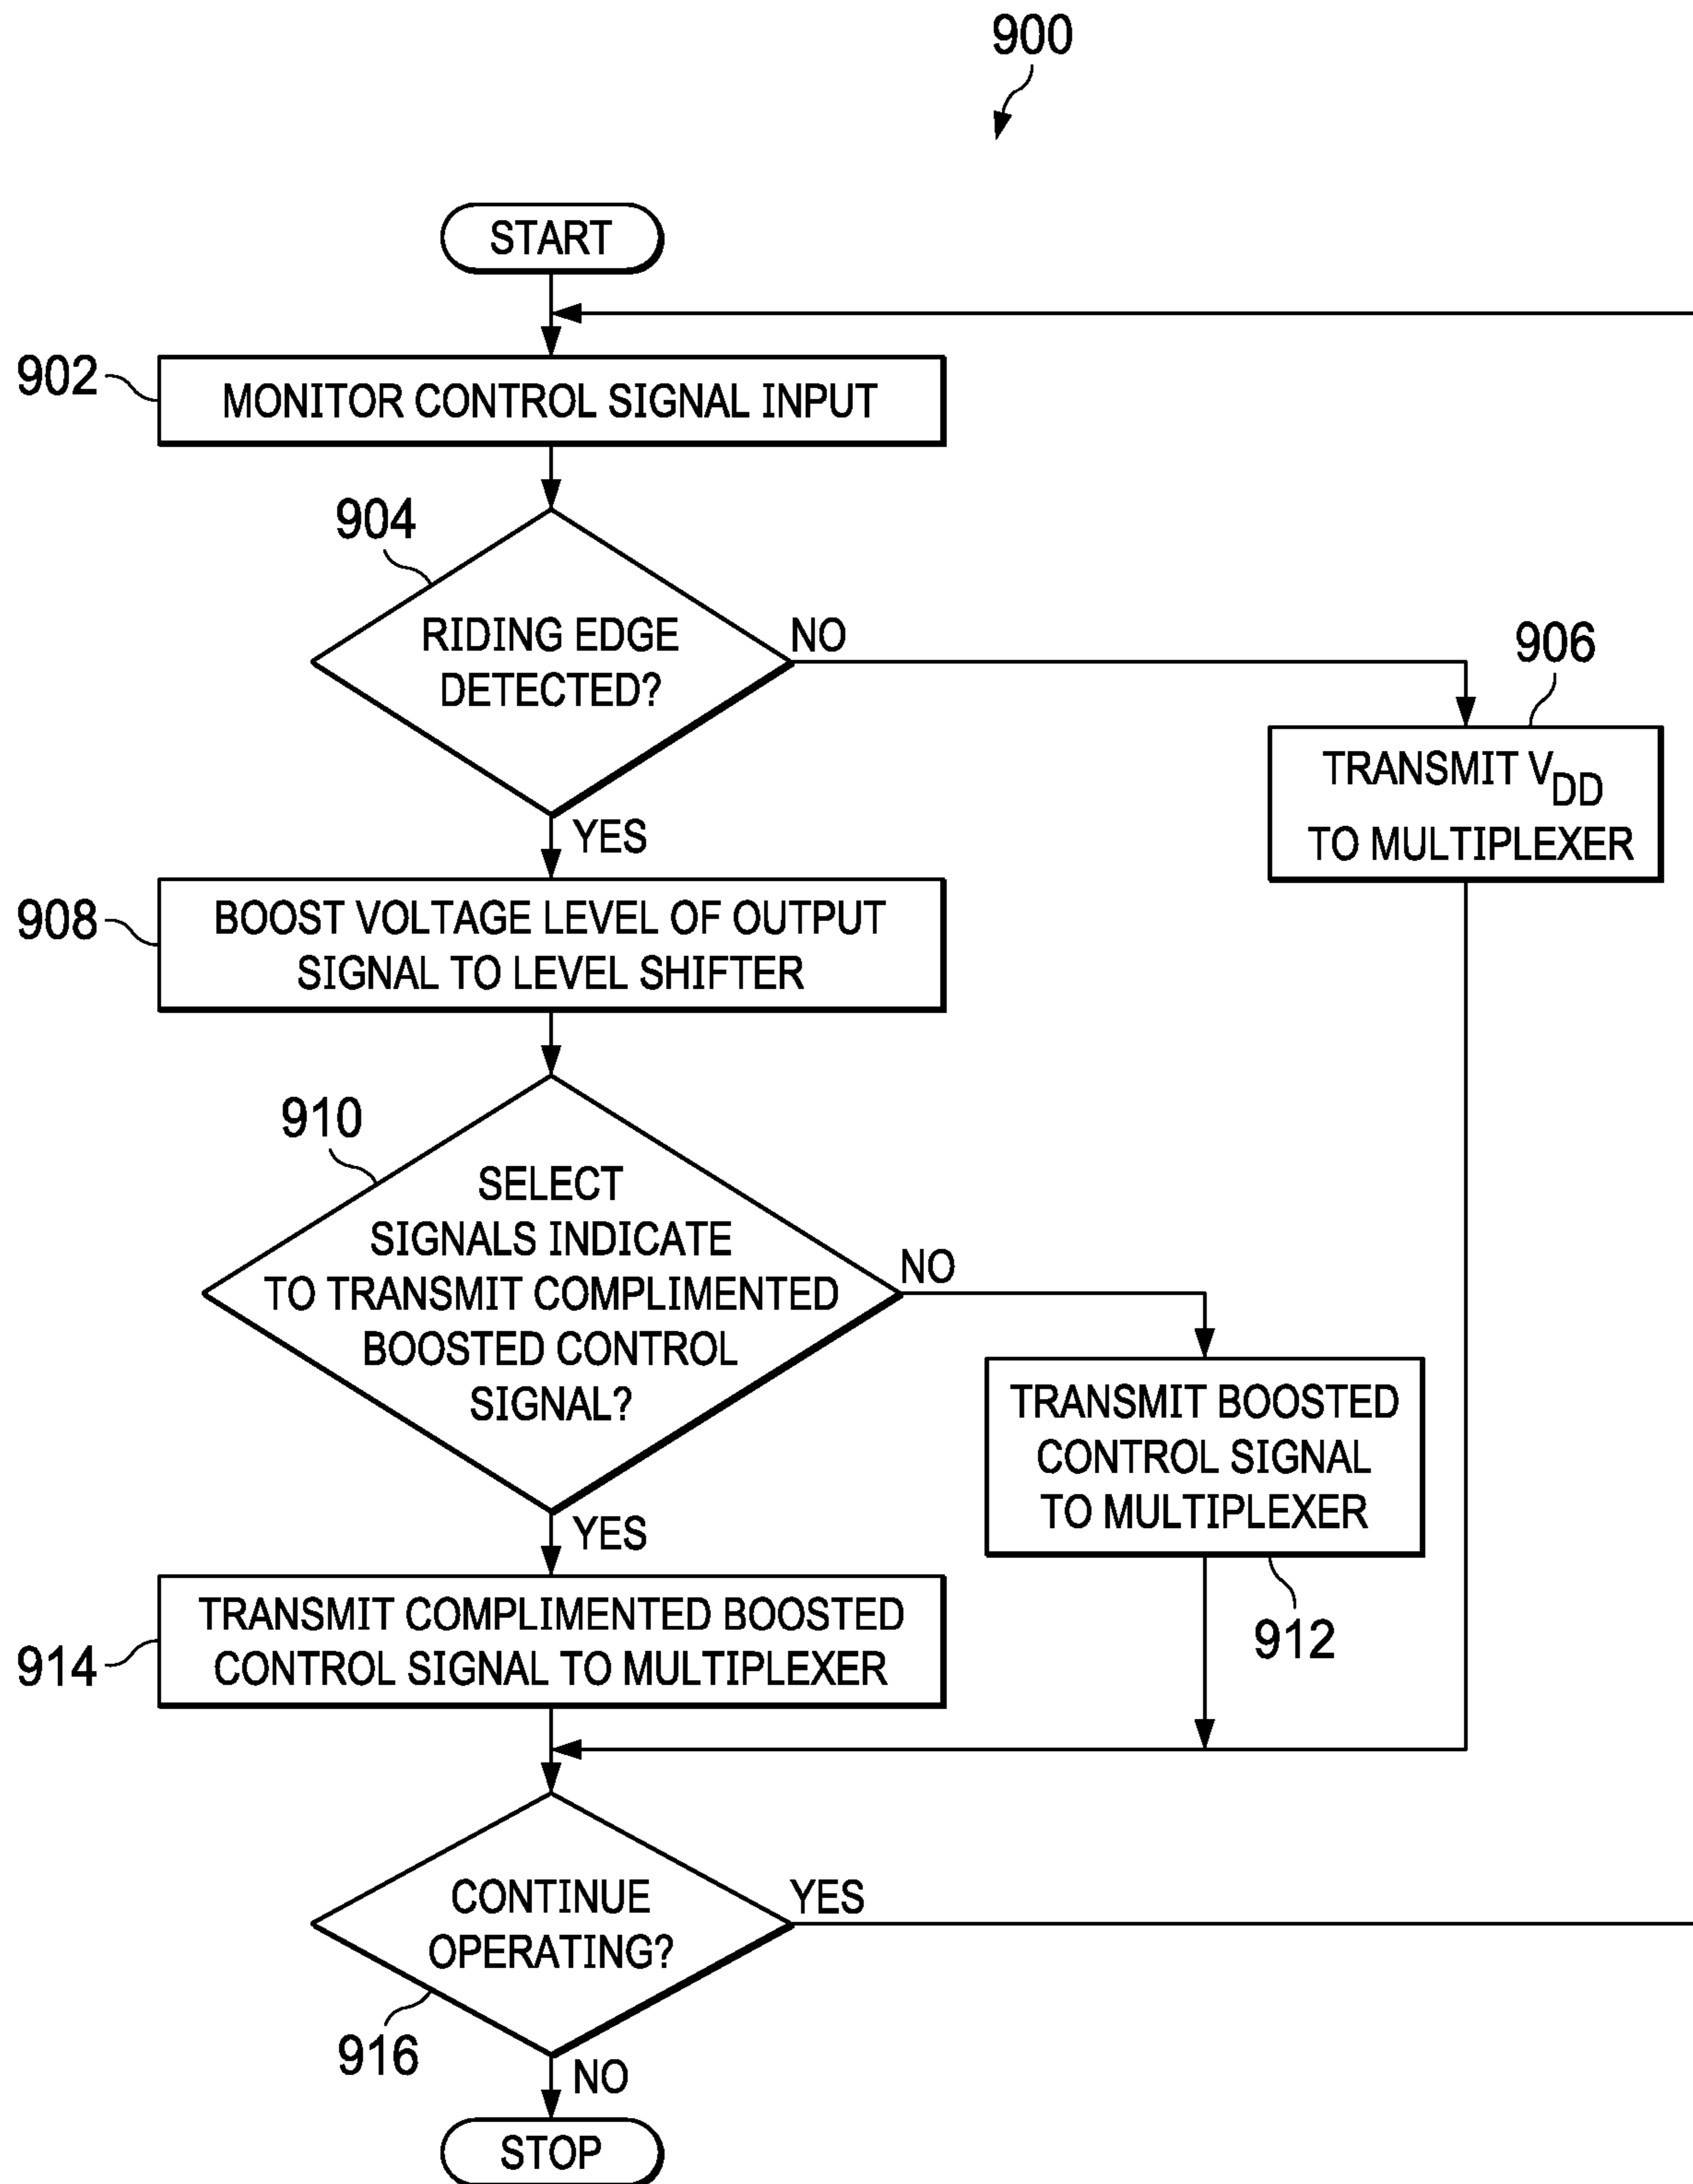 900
START
902
MONITOR CONTROL SIGNAL INPUT
904
RIDING EDGE
DETECTED?
NO
YES
906
TRANSMIT VDD
TO MULTIPLEXER
908
BOOST VOLTAGE LEVEL OF OUTPUT
SIGNAL TO LEVEL SHIFTER
910
SELECT
SIGNALS INDICATE
TO TRANSMIT COMPLIMENTED
BOOSTED CONTROL
SIGNAL?
NO
YES
TRANSMIT BOOSTED
CONTROL SIGNAL
TO MULTIPLEXER
912
914
TRANSMIT COMPLIMENTED BOOSTED
CONTROL SIGNAL TO MULTIPLEXER
CONTINUE
OPERATING?
YES
916
NO
STOP